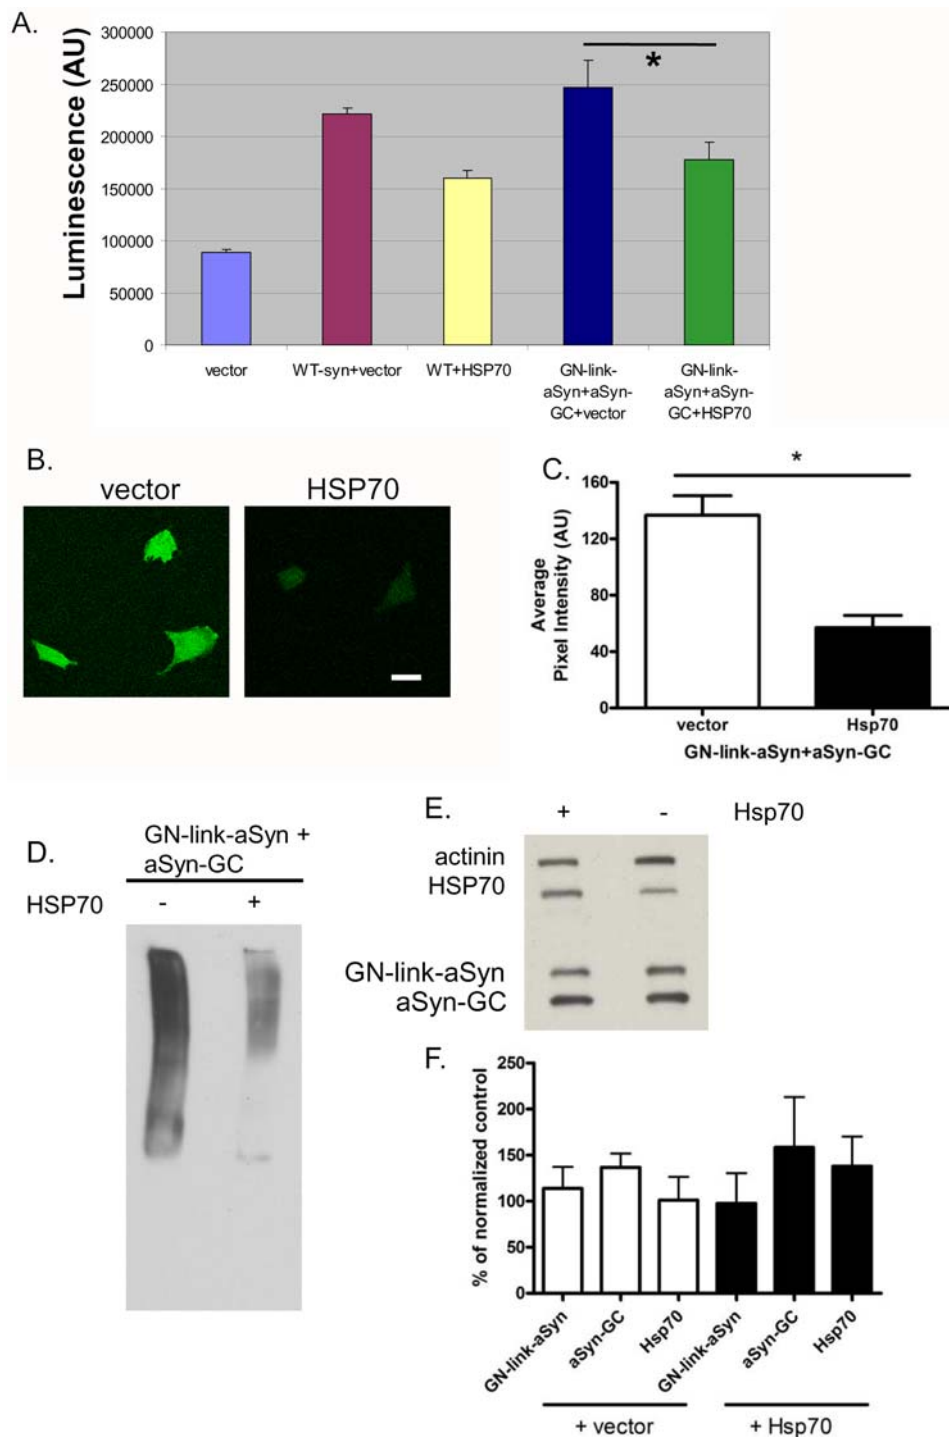 A.
Luminescence (AU)
300000
250000
200000
150000
100000
50000
0
*
vector
WT-syn+vector
WT+HSP70
GN-link-
aSyn+aSyn-
GC+vector
GN-link-
aSyn+aSyn-
GC+HSP70
B.
vector
HSP70
C.
*
Average
Pixel Intensity (AU)
160
120
80
40
0
vector
Hsp70
GN-link-aSyn+aSyn-GC
D.
GN-link-aSyn +
aSyn-GC
HSP70 - +
E.
+ - Hsp70
actinin
HSP70
GN-link-aSyn
aSyn-GC
F.
% of normalized control
250
200
150
100
50
0
GN-link-aSyn
aSyn-GC
Hsp70
GN-link-aSyn
aSyn-GC
Hsp70
+ vector
+ Hsp70